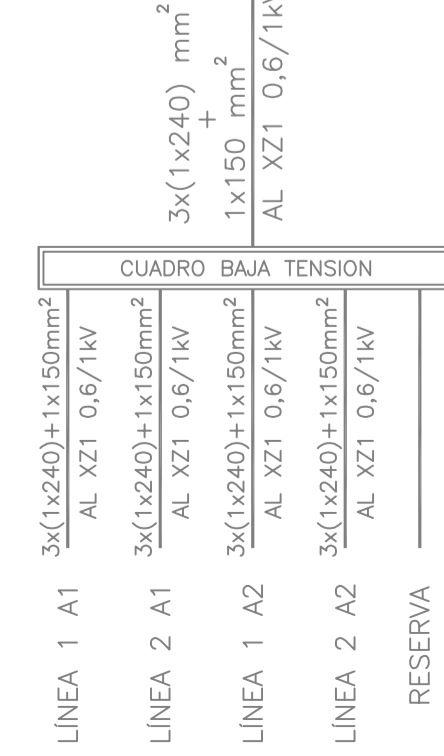 3x(1x240) mm²
+
1x150 mm²
AL XZ1 0,6/1kV
CUADRO BAJA TENSION
3x(1x240)+1x150mm²
AL XZ1 0,6/1kV
3x(1x240)+1x150mm²
AL XZ1 0,6/1kV
3x(1x240)+1x150mm²
AL XZ1 0,6/1kV
3x(1x240)+1x150mm²
AL XZ1 0,6/1kV
LÍNEA 1 A1
LÍNEA 2 A1
LÍNEA 1 A2
LÍNEA 2 A2
RESERVA